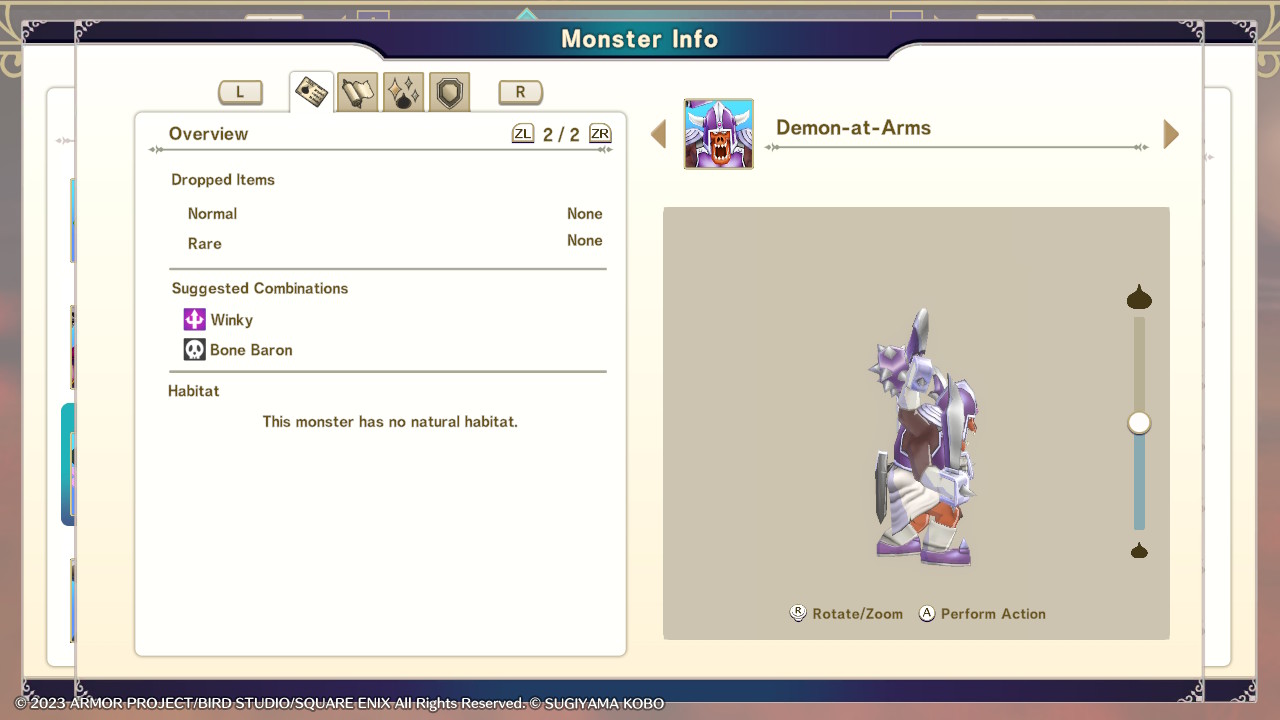 Monster Info
L
R
Overview
ZL 2 / 2 ZR
Dropped Items
Normal None
Rare None
Suggested Combinations
Winky
Bone Baron
Habitat
This monster has no natural habitat.
Demon-at-Arms
R Rotate/Zoom A Perform Action
© 2023 ARMOR PROJECT/BIRD STUDIO/SQUARE ENIX All Rights Reserved. © SUGIYAMA KOBO